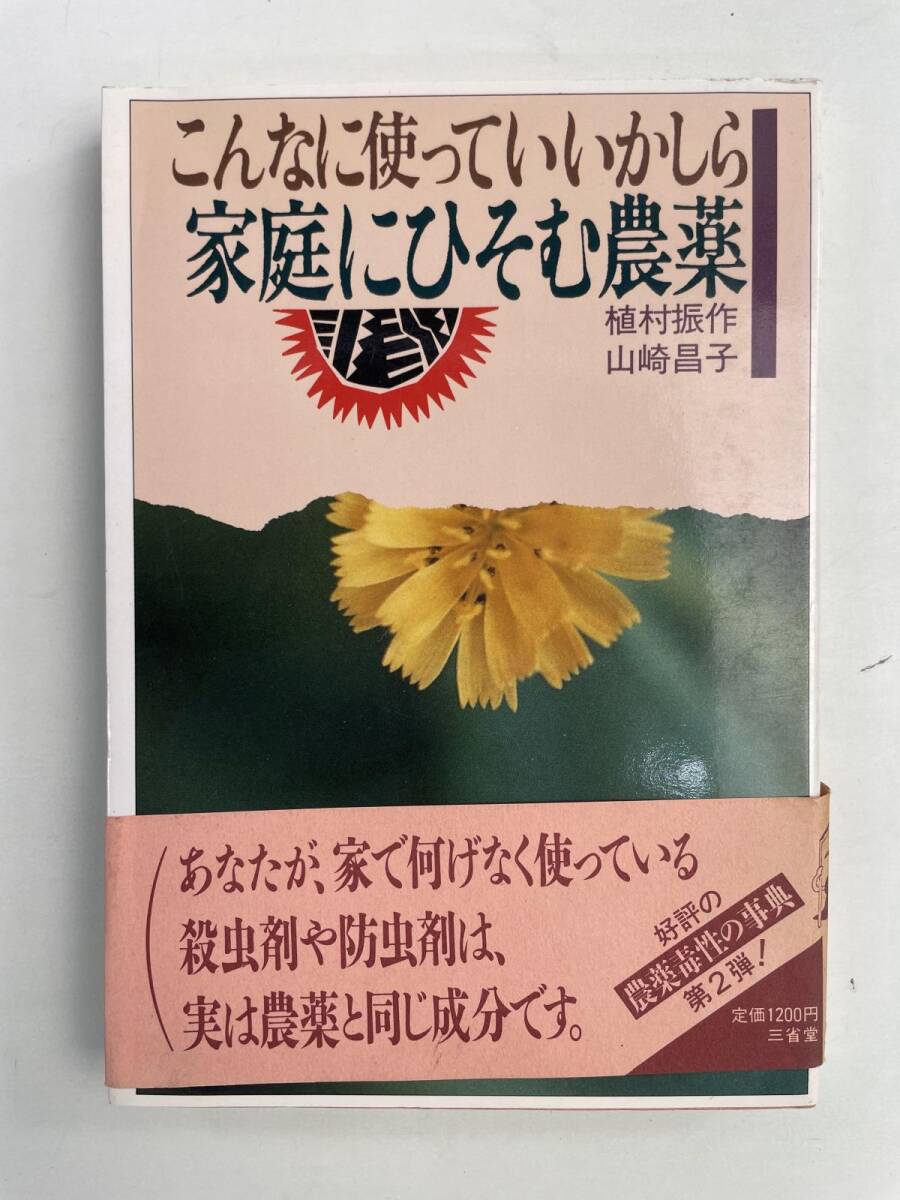 こんなに使っていいかしら
家庭にひそむ農薬
植村振作
山崎昌子
あなたが、家で何げなく使っている
殺虫剤や防虫剤は、
実は農薬と同じ成分です。
好評の
農薬毒性の事典
第2弾!
定価1200円
三省堂